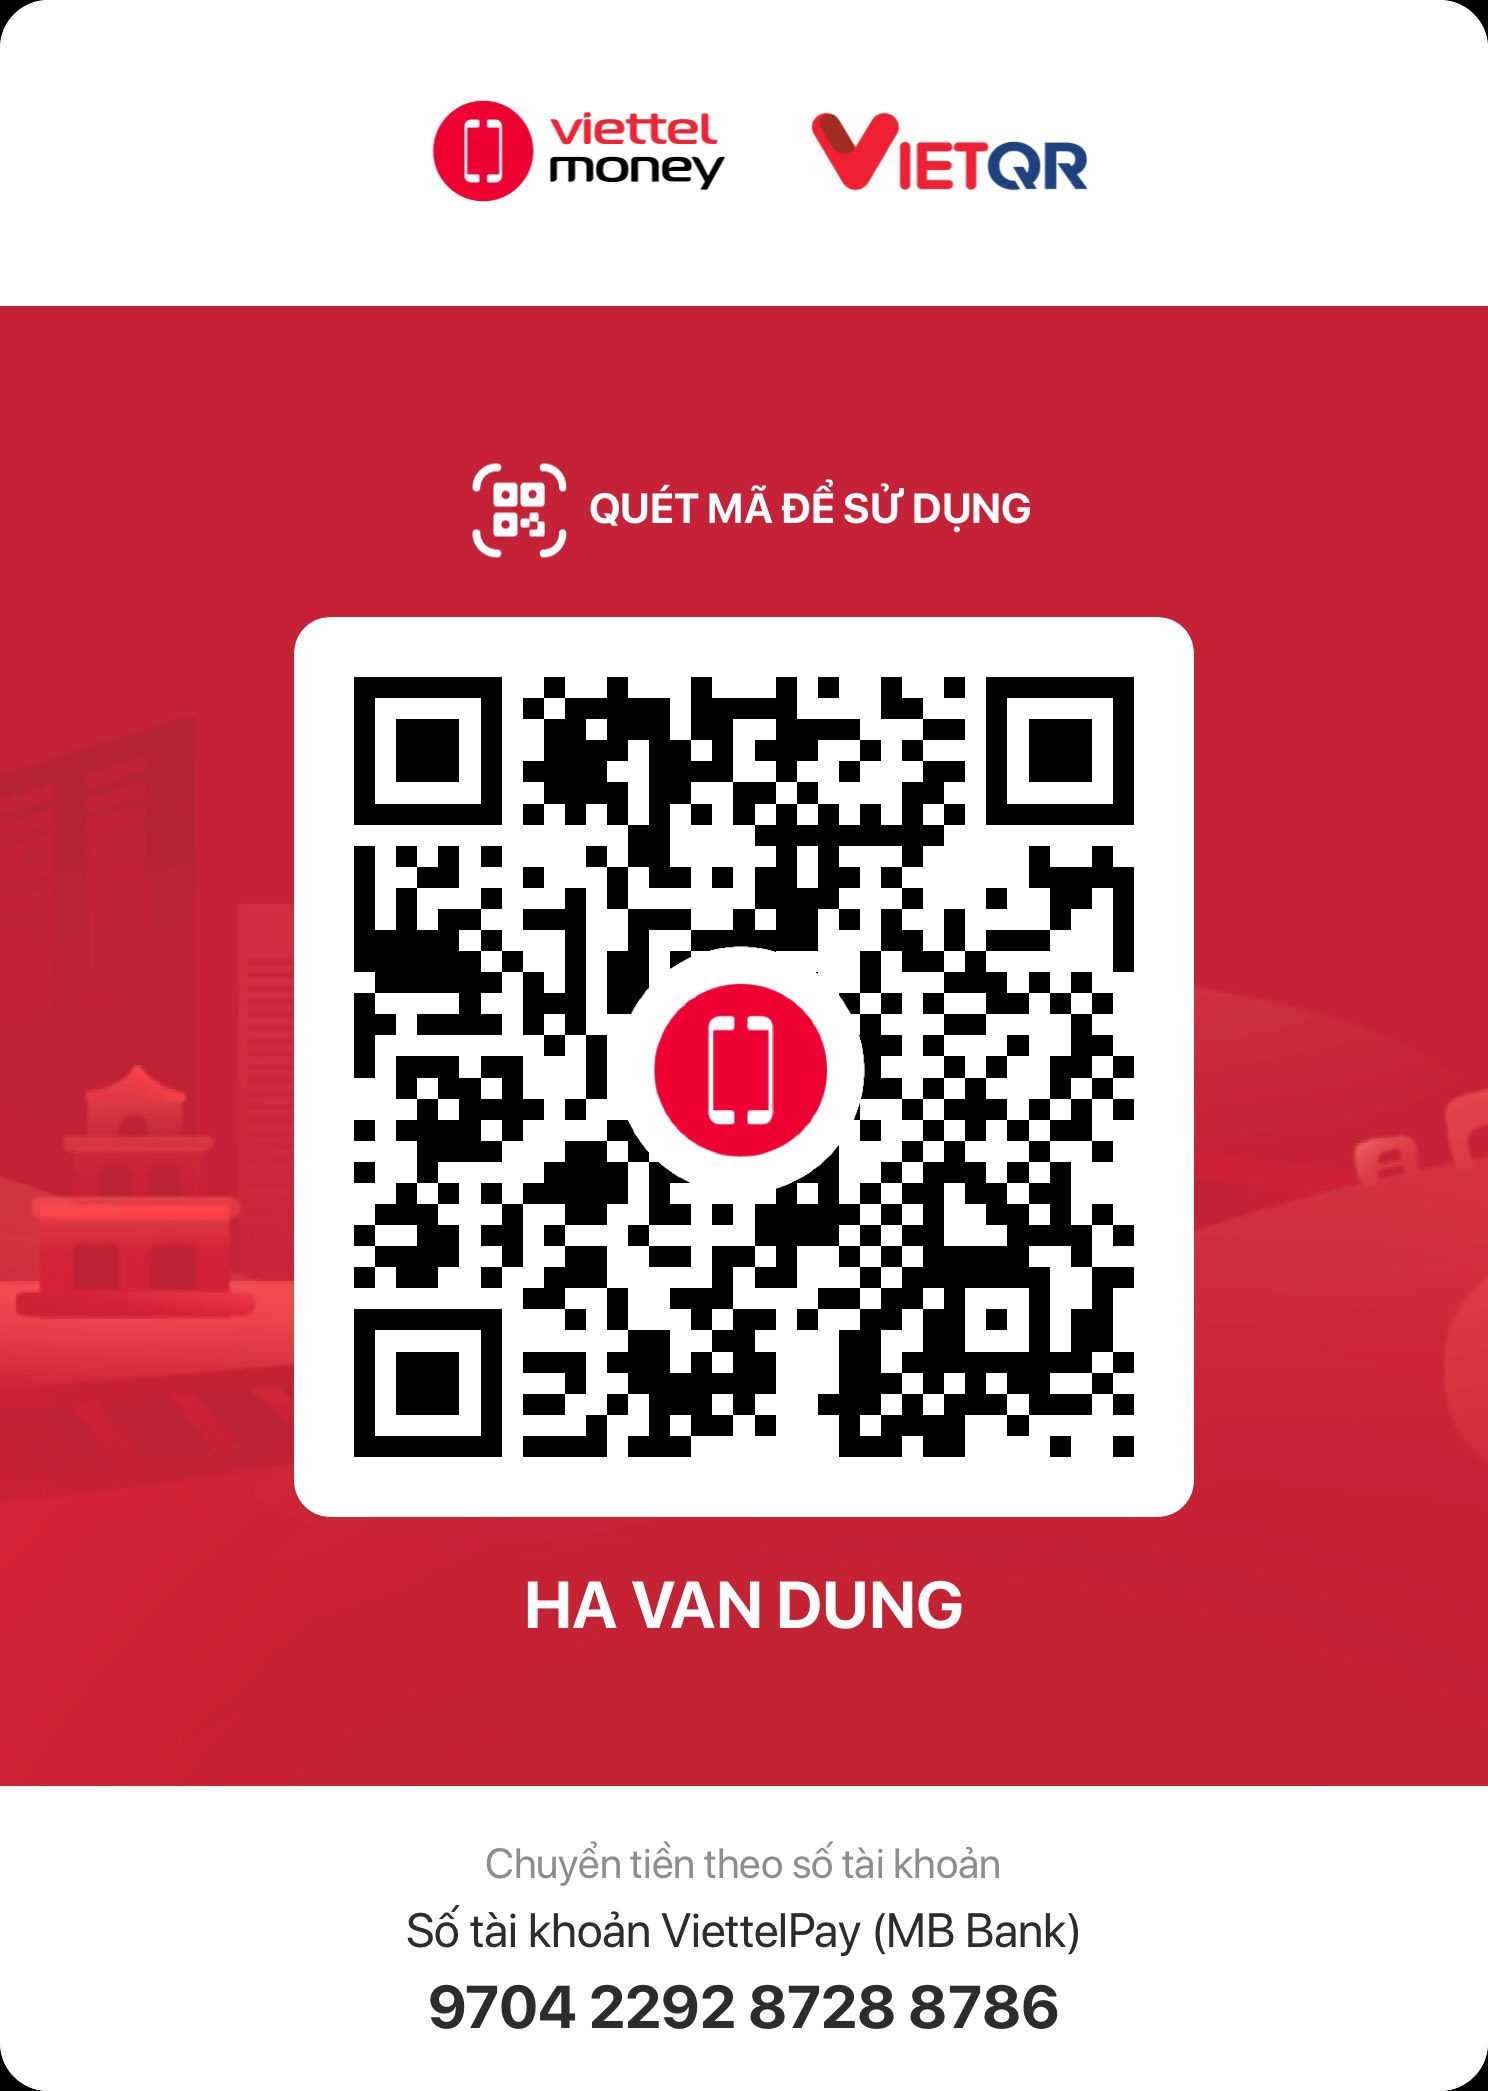 viettel
money
VIETQR
QUÉT MÃ ĐỂ SỬ DỤNG
HA VAN DUNG
Chuyển tiền theo số tài khoản
Số tài khoản ViettelPay (MB Bank)
9704 2292 8728 8786